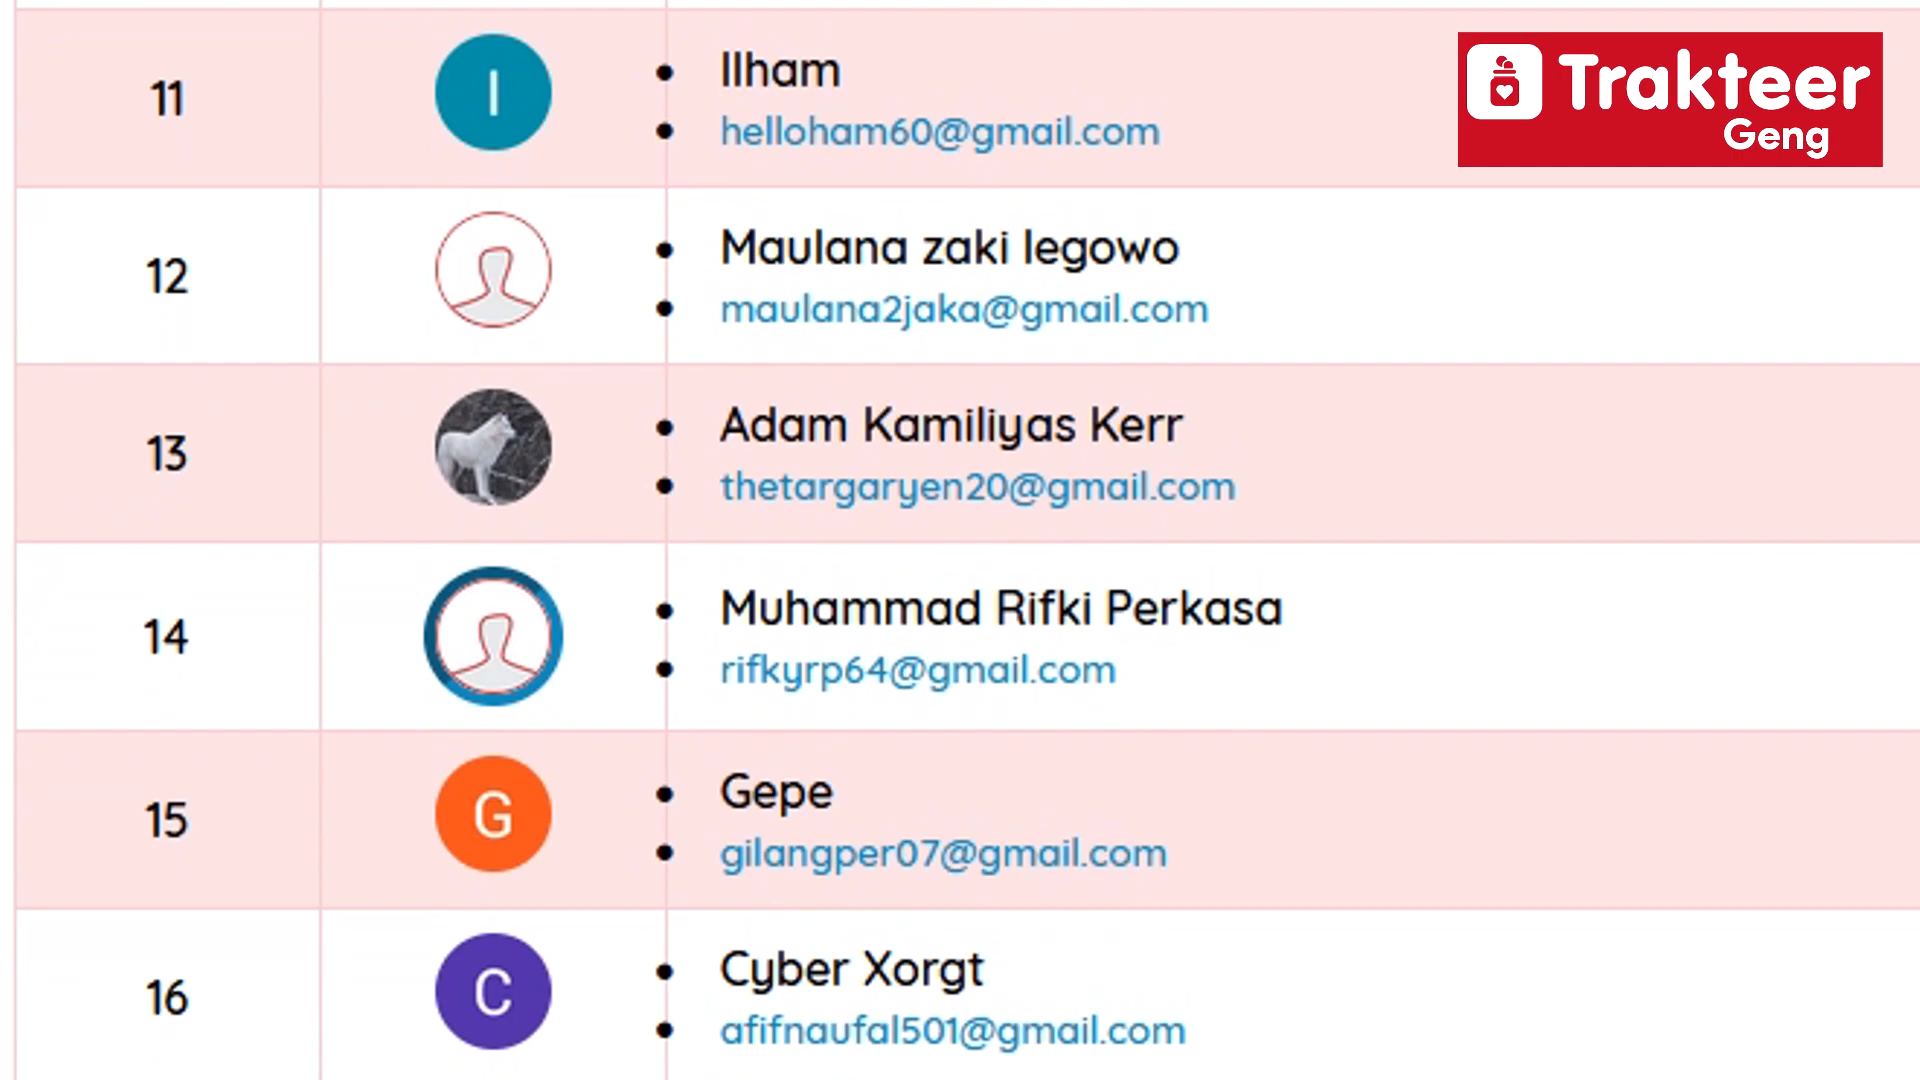 11
I
Ilham
helloham60@gmail.com
Trakteer
Geng
12
Maulana zaki legowo
maulana2jaka@gmail.com
13
Adam Kamiliyas Kerr
thetargaryen20@gmail.com
14
Muhammad Rifki Perkasa
rifkyrp64@gmail.com
15
G
Gepe
gilangper07@gmail.com
16
C
Cyber Xorgt
afifnaufal501@gmail.com